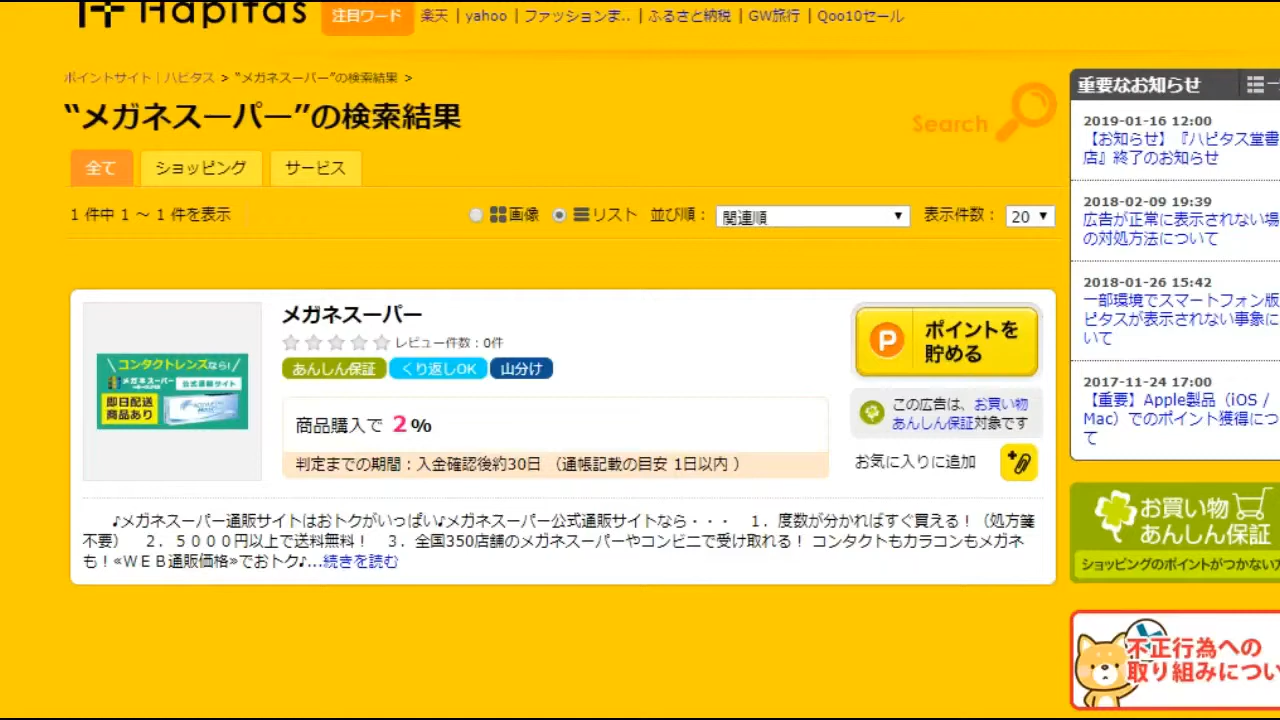 Hapitas
注目ワード 楽天 | yahoo | ファッションま.. | ふるさと納税 | GW旅行 | Qoo10セール
ポイントサイト｜ハピタス > “メガネスーパー”の検索結果 >
“メガネスーパー”の検索結果
Search
全て ショッピング サービス
1 件中 1 ～ 1 件を表示
画像 リスト 並び順： 関連順 ▼ 表示件数： 20 ▼
メガネスーパー
レビュー件数：0件
あんしん保証 くり返しOK 山分け
商品購入で 2 %
判定までの期間：入金確認後約30日 （通帳記載の目安 1日以内 ）
コンタクトレンズなら!
メガネスーパー 公式通販サイト
即日配送
商品あり
P ポイントを
貯める
この広告は、お買い物
あんしん保証対象です
お気に入りに追加
♪メガネスーパー通販サイトはおトクがいっぱい♪メガネスーパー公式通販サイトなら・・・ １．度数が分かればすぐ買える！（処方箋
不要） ２．５０００円以上で送料無料！ ３．全国350店舗のメガネスーパーやコンビニで受け取れる！ コンタクトもカラコンもメガネ
も！«ＷＥＢ通販価格»でおトク♪...続きを読む
重要なお知らせ
2019-01-16 12:00
【お知らせ】『ハピタス堂書
店』終了のお知らせ
2018-02-09 19:39
広告が正常に表示されない場
の対処方法について
2018-01-26 15:42
一部環境でスマートフォン版
ピタスが表示されない事象に
いて
2017-11-24 17:00
【重要】Apple製品（iOS /
Mac）でのポイント獲得につ
て
お買い物
あんしん保証
ショッピングのポイントがつかない方
不正行為への
取り組みについ